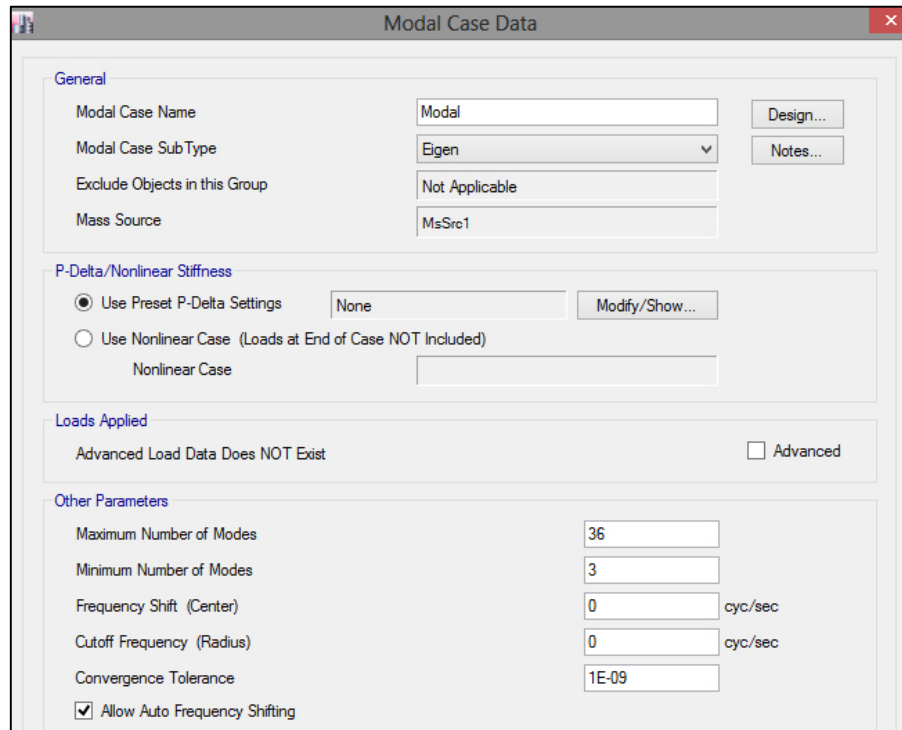 Modal Case Data
General
Modal Case Name Modal Design...
Modal Case SubType Eigen Notes...
Exclude Objects in this Group Not Applicable
Mass Source MsSrc1
P-Delta/Nonlinear Stiffness
Use Preset P-Delta Settings None Modify/Show...
Use Nonlinear Case (Loads at End of Case NOT Included)
Nonlinear Case
Loads Applied
Advanced Load Data Does NOT Exist Advanced
Other Parameters
Maximum Number of Modes 36
Minimum Number of Modes 3
Frequency Shift (Center) 0 cyc/sec
Cutoff Frequency (Radius) 0 cyc/sec
Convergence Tolerance 1E-09
Allow Auto Frequency Shifting